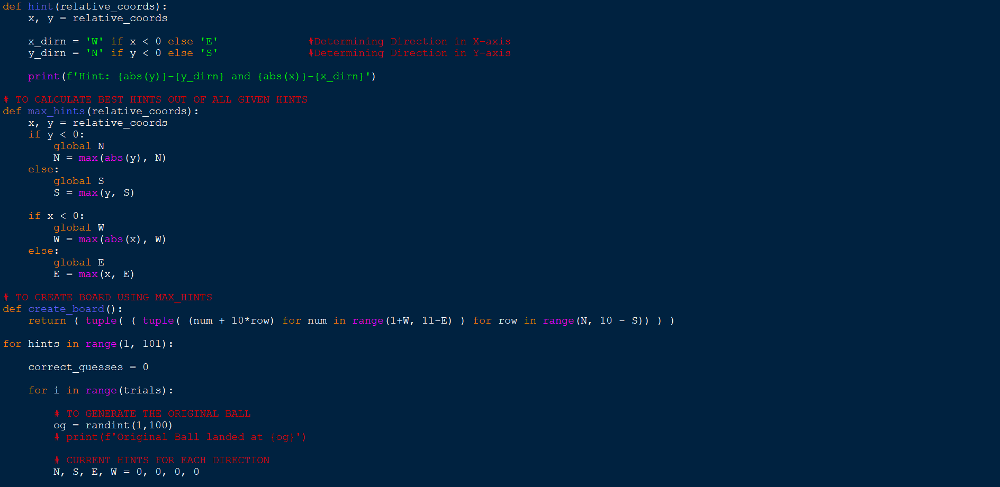 def hint(relative_coords):
    x, y = relative_coords

    x_dirn = 'W' if x < 0 else 'E'              #Determining Direction in X-axis
    y_dirn = 'N' if y < 0 else 'S'              #Determining Direction in Y-axis

    print(f'Hint: {abs(y)}-{y_dirn} and {abs(x)}-{x_dirn}')

# TO CALCULATE BEST HINTS OUT OF ALL GIVEN HINTS
def max_hints(relative_coords):
    x, y = relative_coords
    if y < 0:
        global N
        N = max(abs(y), N)
    else:
        global S
        S = max(y, S)

    if x < 0:
        global W
        W = max(abs(x), W)
    else:
        global E
        E = max(x, E)

# TO CREATE BOARD USING MAX_HINTS
def create_board():
    return ( tuple( ( tuple( (num + 10*row) for num in range(1+W, 11-E) ) for row in range(N, 10 - S)) ) )

for hints in range(1, 101):

    correct_guesses = 0

    for i in range(trials):

        # TO GENERATE THE ORIGINAL BALL
        og = randint(1,100)
        # print(f'Original Ball landed at {og}')

        # CURRENT HINTS FOR EACH DIRECTION
        N, S, E, W = 0, 0, 0, 0